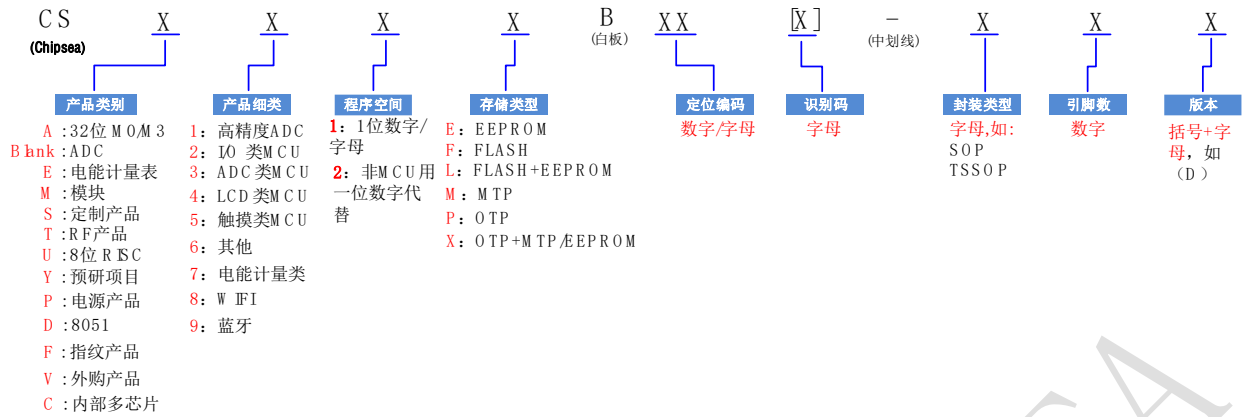 CS X X X X B XX [X] - X X X
(Chipsea) (白板) (中划线)
产品类别 产品细类 程序空间 存储类型 定位编码 识别码 封装类型 引脚数 版本
A：32位M0/M3
Blank：ADC
E：电能计量表
M：模块
S：定制产品
T：RF产品
U：8位RISC
Y：预研项目
P：电源产品
D：8051
F：指纹产品
V：外购产品
C：内部多芯片
1：高精度ADC
2：I/O 类MCU
3：ADC类MCU
4：LCD类MCU
5：触摸类MCU
6：其他
7：电能计量类
8：WIFI
9：蓝牙
1：1位数字/
字母
2：非MCU用
一位数字代
替
E：EEPROM
F：FLASH
L：FLASH+EEPROM
M：MTP
P：OTP
X：OTP+MTP/EEPROM
数字/字母
字母
字母,如:
SOP
TSSOP
数字
括号+字
母，如
（D）